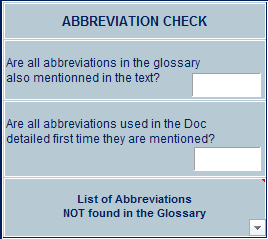 ABBREVIATION CHECK
Are all abbreviations in the glossary
also mentionned in the text?
Are all abbreviations used in the Doc
detailed first time they are mentioned?
List of Abbreviations
NOT found in the Glossary